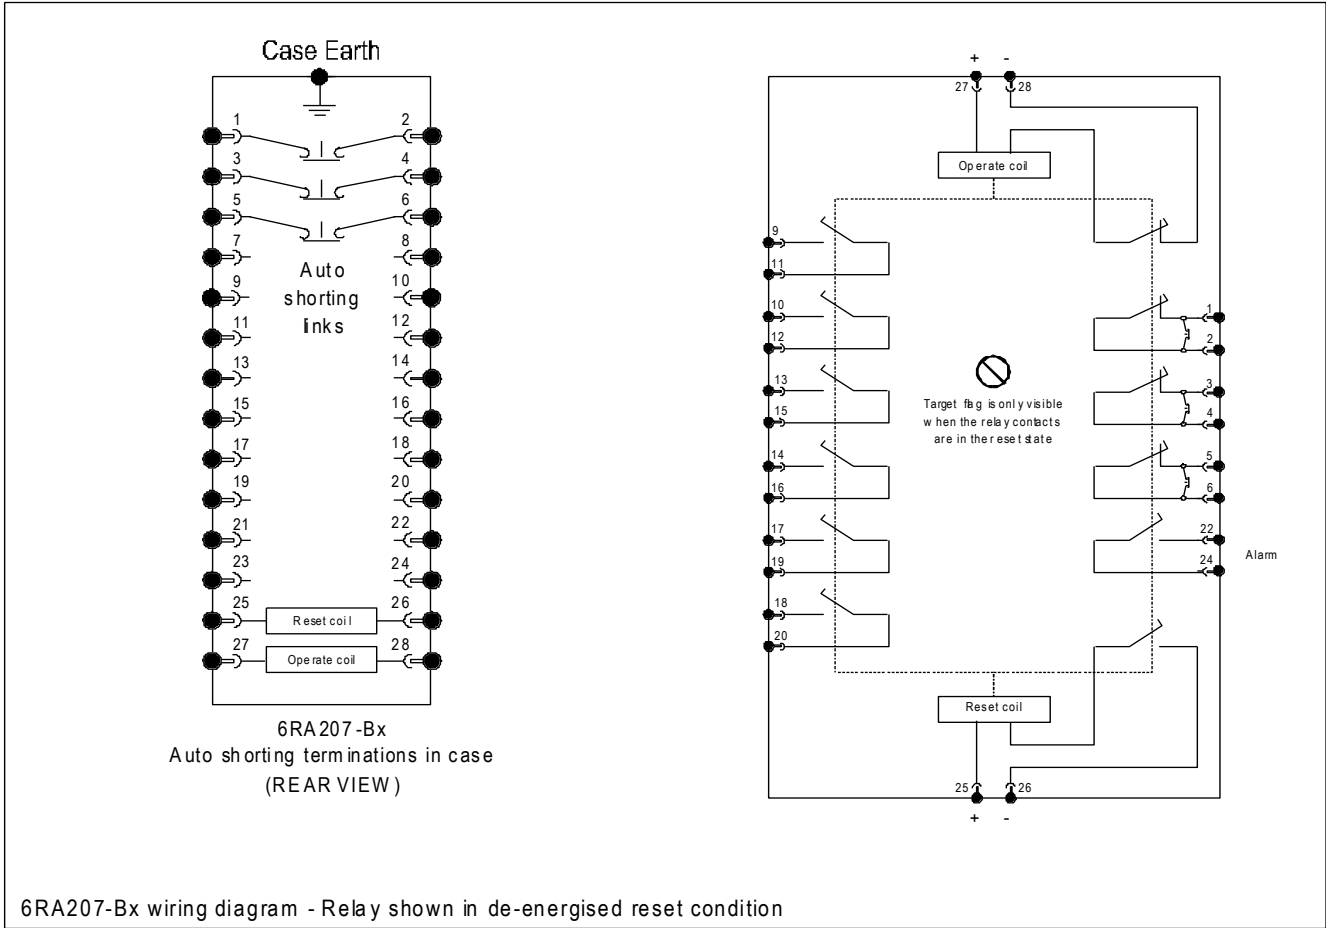 Case Earth
1 2
3 4
5 6
7 8
9 10
11 12
13 14
15 16
17 18
19 20
21 22
23 24
25 26
27 28
Auto
shorting
links
Reset coil
Operate coil
6RA207-Bx
Auto shorting terminations in case
(REAR VIEW)
+ -
27 28
Operate coil
9
11
10
12
13
15
14
16
17
19
18
20
Target flag is only visible
when the relay contacts
are in the reset state
1
2
3
4
5
6
22
24
Alarm
Reset coil
25 26
+ -
6RA207-Bx wiring diagram - Relay shown in de-energised reset condition